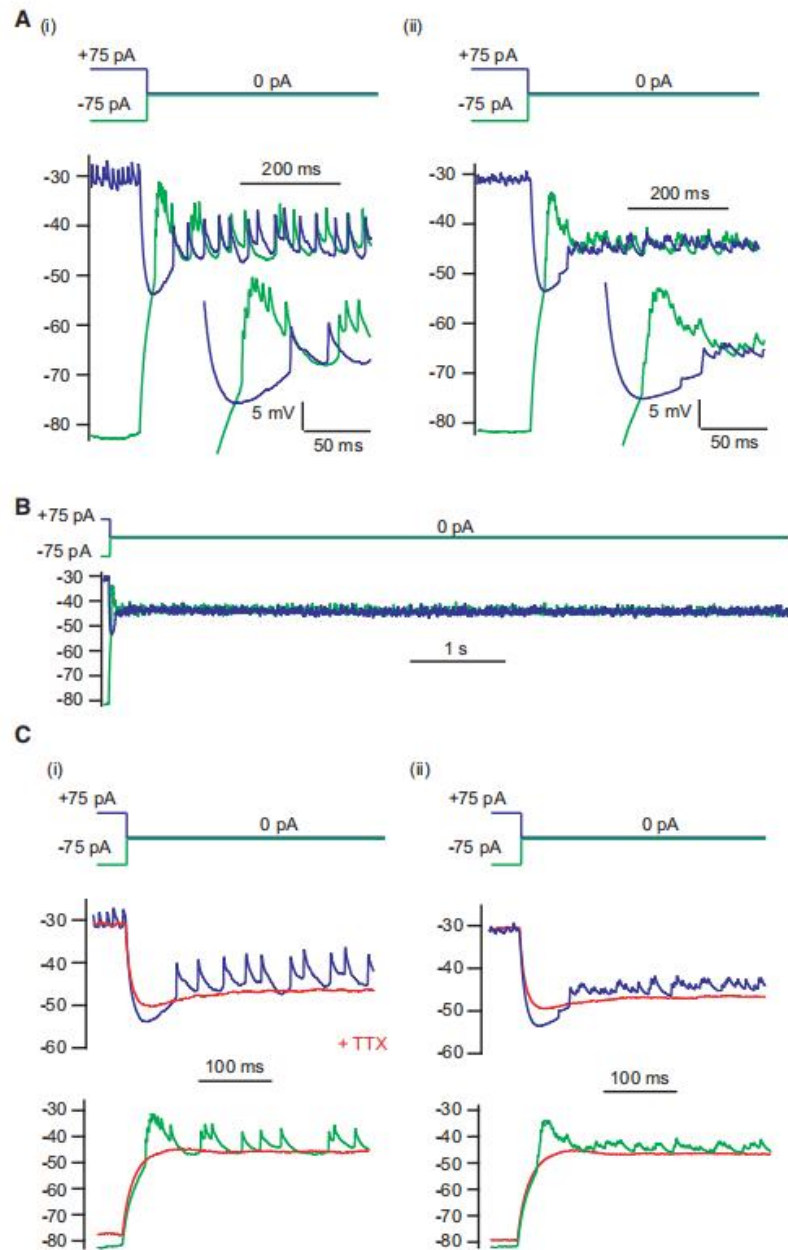 A (i) (ii)
+75 pA 0 pA +75 pA 0 pA
-75 pA -75 pA
-30 200 ms -30 200 ms
-40 -40
-50 -50
-60 -60
-70 -70
5 mV 5 mV
-80 50 ms -80 50 ms
B
+75 pA 0 pA
-75 pA
-30
-40
-50
-60 1 s
-70
-80
C
(i) (ii)
+75 pA 0 pA +75 pA 0 pA
-75 pA -75 pA
-30 -30
-40 -40
-50 -50
-60 + TTX -60
100 ms 100 ms
-30 -30
-40 -40
-50 -50
-60 -60
-70 -70
-80 -80